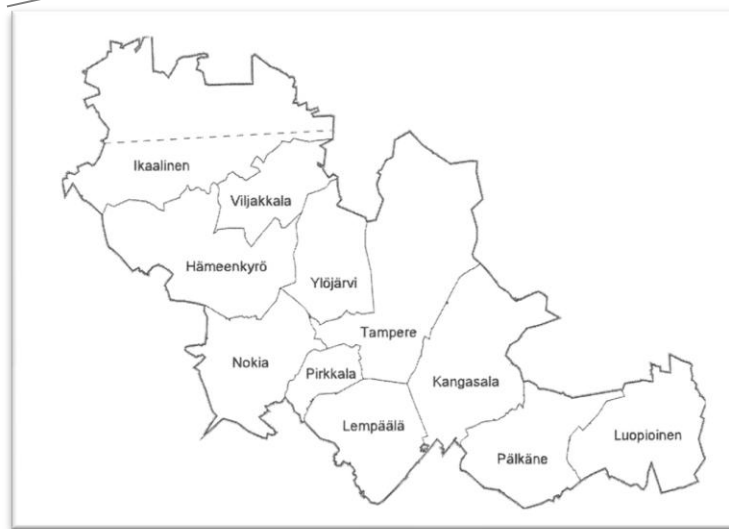 Ikaalinen
Viljakkala
Hämeenkyrö
Ylöjärvi
Tampere
Nokia
Pirkkala
Kangasala
Lempäälä
Luopioinen
Pälkäne